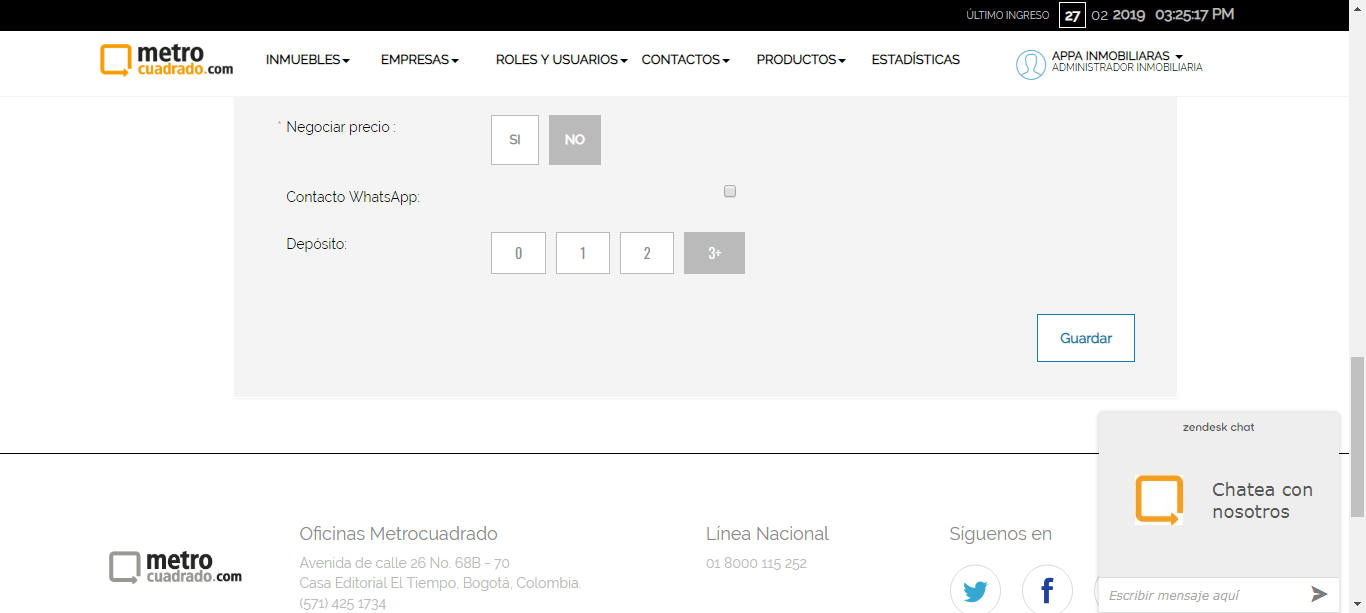 ÚLTIMO INGRESO 27 02 2019 03:25:17 PM
metro
cuadrado.com
INMUEBLES EMPRESAS ROLES Y USUARIOS CONTACTOS PRODUCTOS ESTADÍSTICAS
APPA INMOBILIARAS
ADMINISTRADOR INMOBILIARIA
* Negociar precio : SI NO
Contacto WhatsApp:
Depósito: 0 1 2 3+
Guardar
zendesk chat
Chatea con
nosotros
Escribir mensaje aquí
metro
cuadrado.com
Oficinas Metrocuadrado
Avenida de calle 26 No. 68B - 70
Casa Editorial El Tiempo, Bogotá, Colombia.
(571) 425 1734
Línea Nacional
01 8000 115 252
Síguenos en